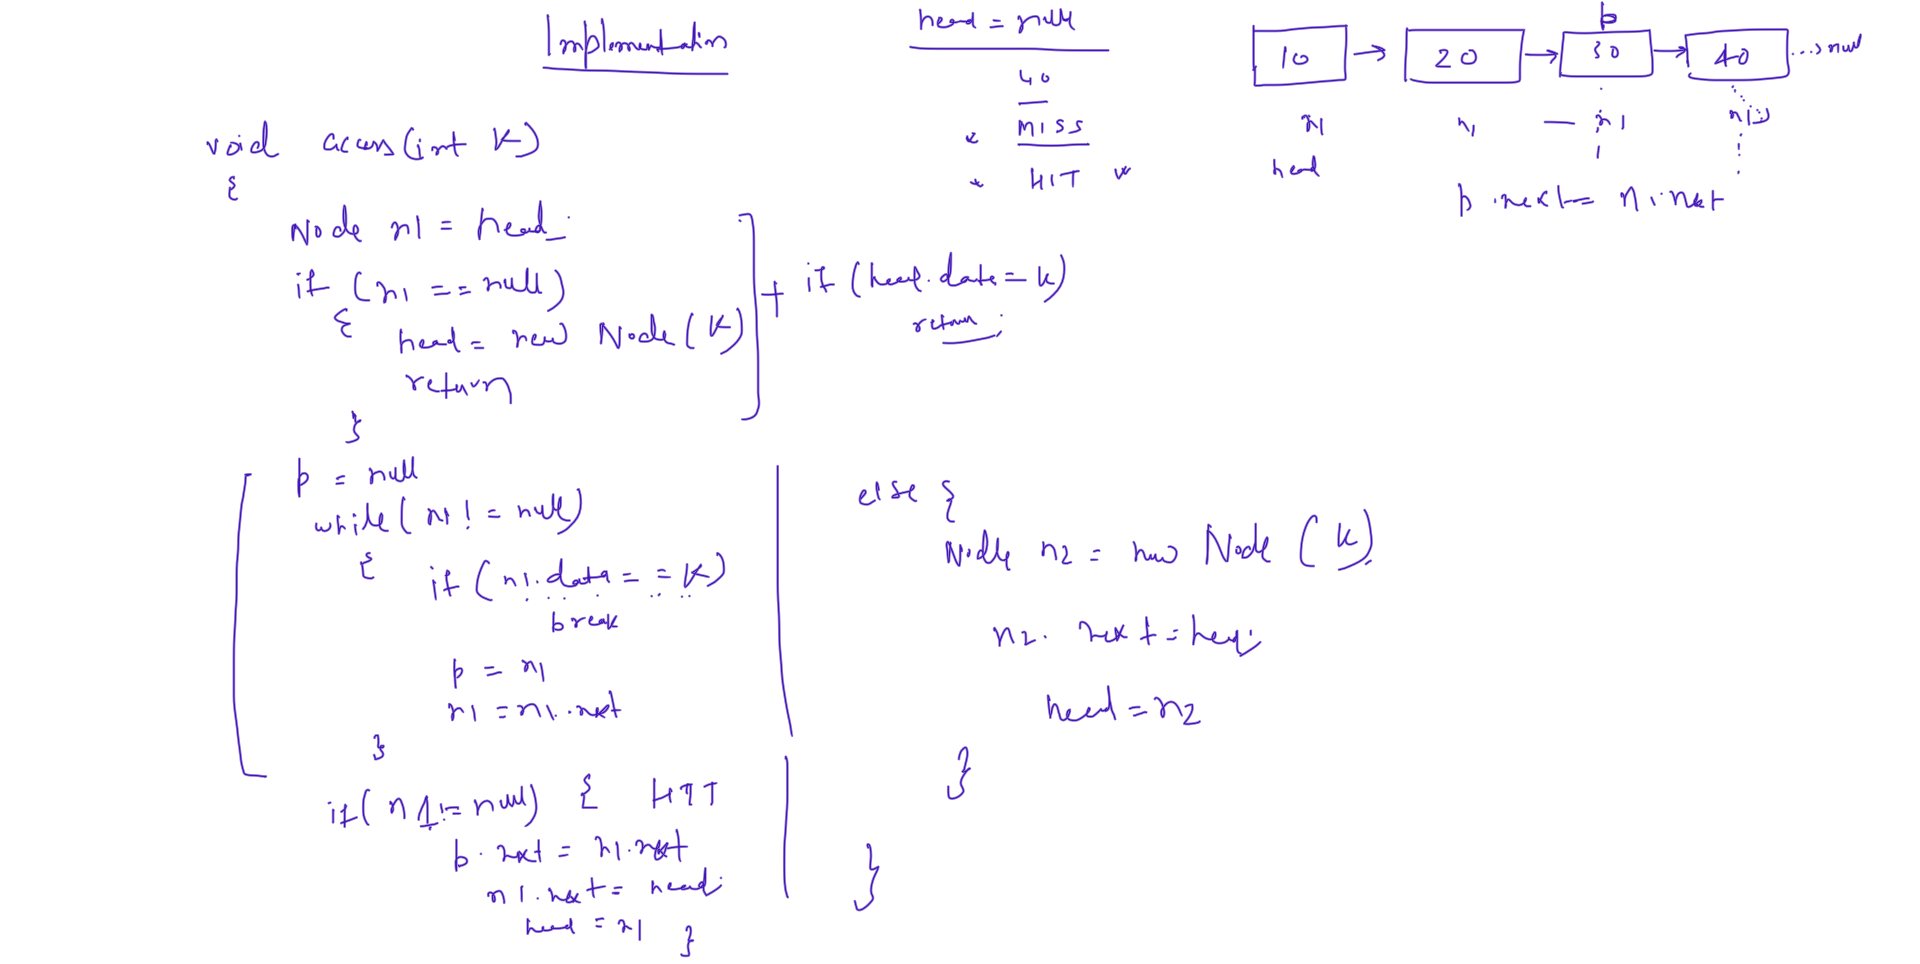 Implementation
head = null
40
MISS
HIT
p
10 → 20 → 30 → 40 ...> null
n1 n1 — n1 n1
head
p.next = n1.next
void access(int K)
{
Node n1 = head;
if (n1 == null)
{
head = new Node(K)
return
}
+ if (head.data = k)
return;
p = null
while(n1 != null)
{
if (n1.data == K)
break
p = n1
n1 = n1.next
}
if(n1 != null) { HIT
p.next = n1.next
n1.next = head;
head = n1
}
else {
Node n2 = new Node (k);
n2.next = head;
head = n2
}
}